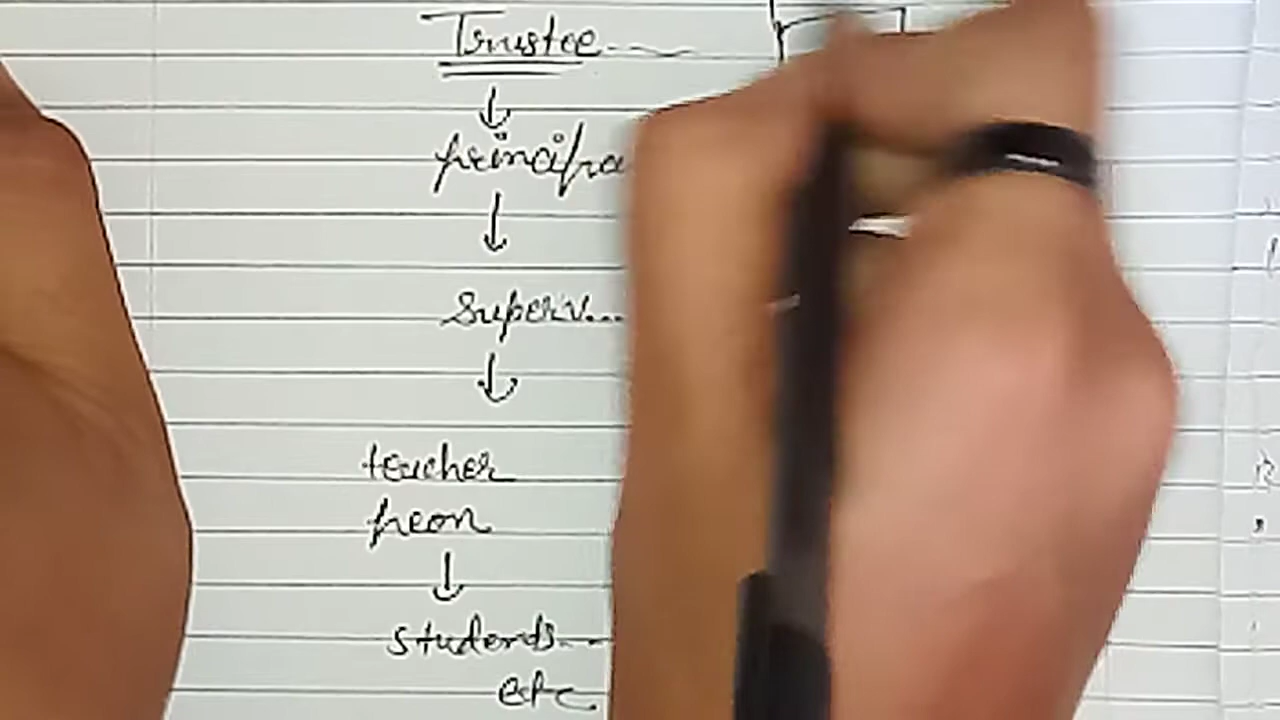 Trustee
↓
principa
↓
Superv...
↓
teacher
peon
↓
students...
etc